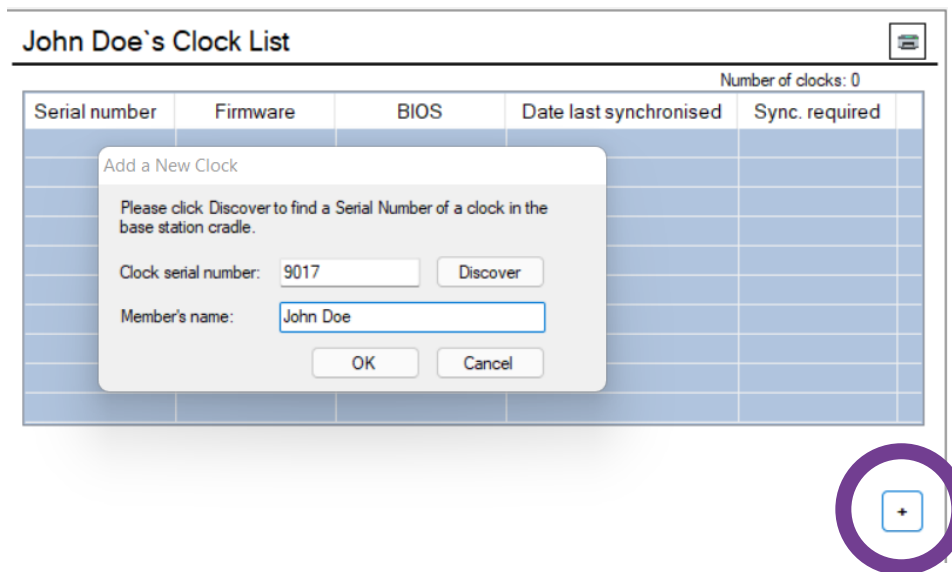 John Doe`s Clock List
Number of clocks: 0
Serial number Firmware BIOS Date last synchronised Sync. required
Add a New Clock
Please click Discover to find a Serial Number of a clock in the
base station cradle.
Clock serial number: 9017 Discover
Member's name: John Doe
OK Cancel
+